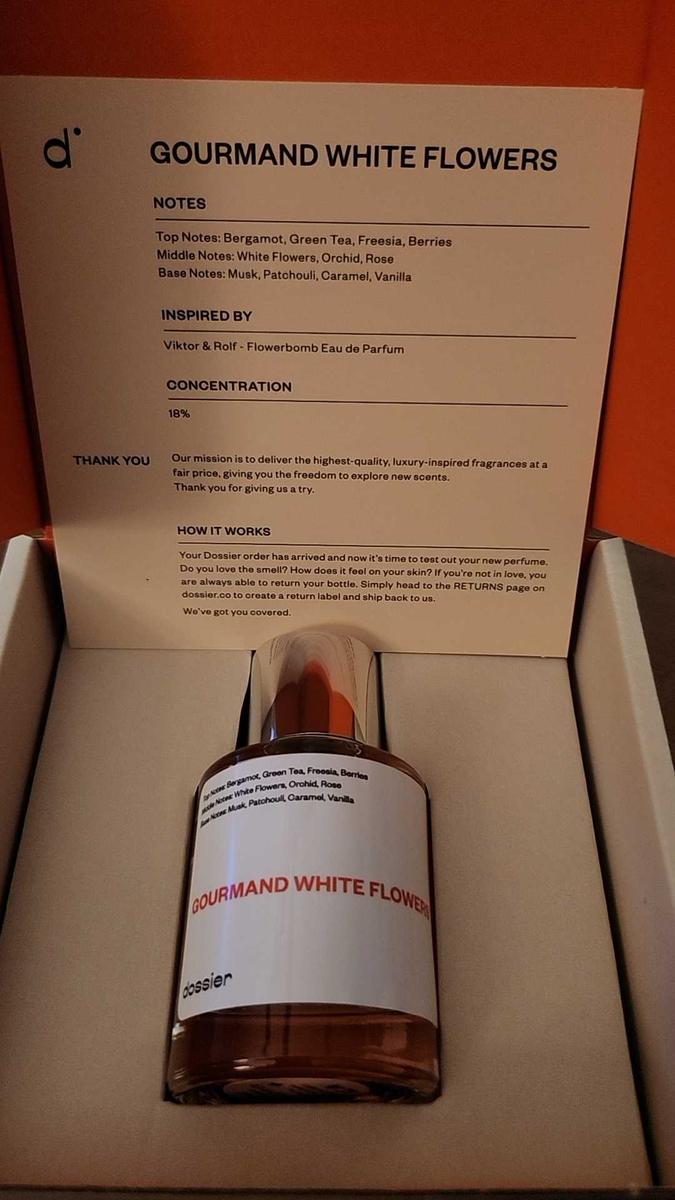 d
GOURMAND WHITE FLOWERS
NOTES
Top Notes: Bergamot, Green Tea, Freesia, Berries
Middle Notes: White Flowers, Orchid, Rose
Base Notes: Musk, Patchouli, Caramel, Vanilla
INSPIRED BY
Viktor & Rolf - Flowerbomb Eau de Parfum
CONCENTRATION
18%
THANK YOU
Our mission is to deliver the highest-quality, luxury-inspired fragrances at a
fair price, giving you the freedom to explore new scents.
Thank you for giving us a try.
HOW IT WORKS
Your Dossier order has arrived and now it's time to test out your new perfume.
Do you love the smell? How does it feel on your skin? If you're not in love, you
are always able to return your bottle. Simply head to the RETURNS page on
dossier.co to create a return label and ship back to us.
We've got you covered.
Top Notes: Bergamot, Green Tea, Freesia, Berries
Middle Notes: White Flowers, Orchid, Rose
Base Notes: Musk, Patchouli, Caramel, Vanilla
GOURMAND WHITE FLOWERS
dossier